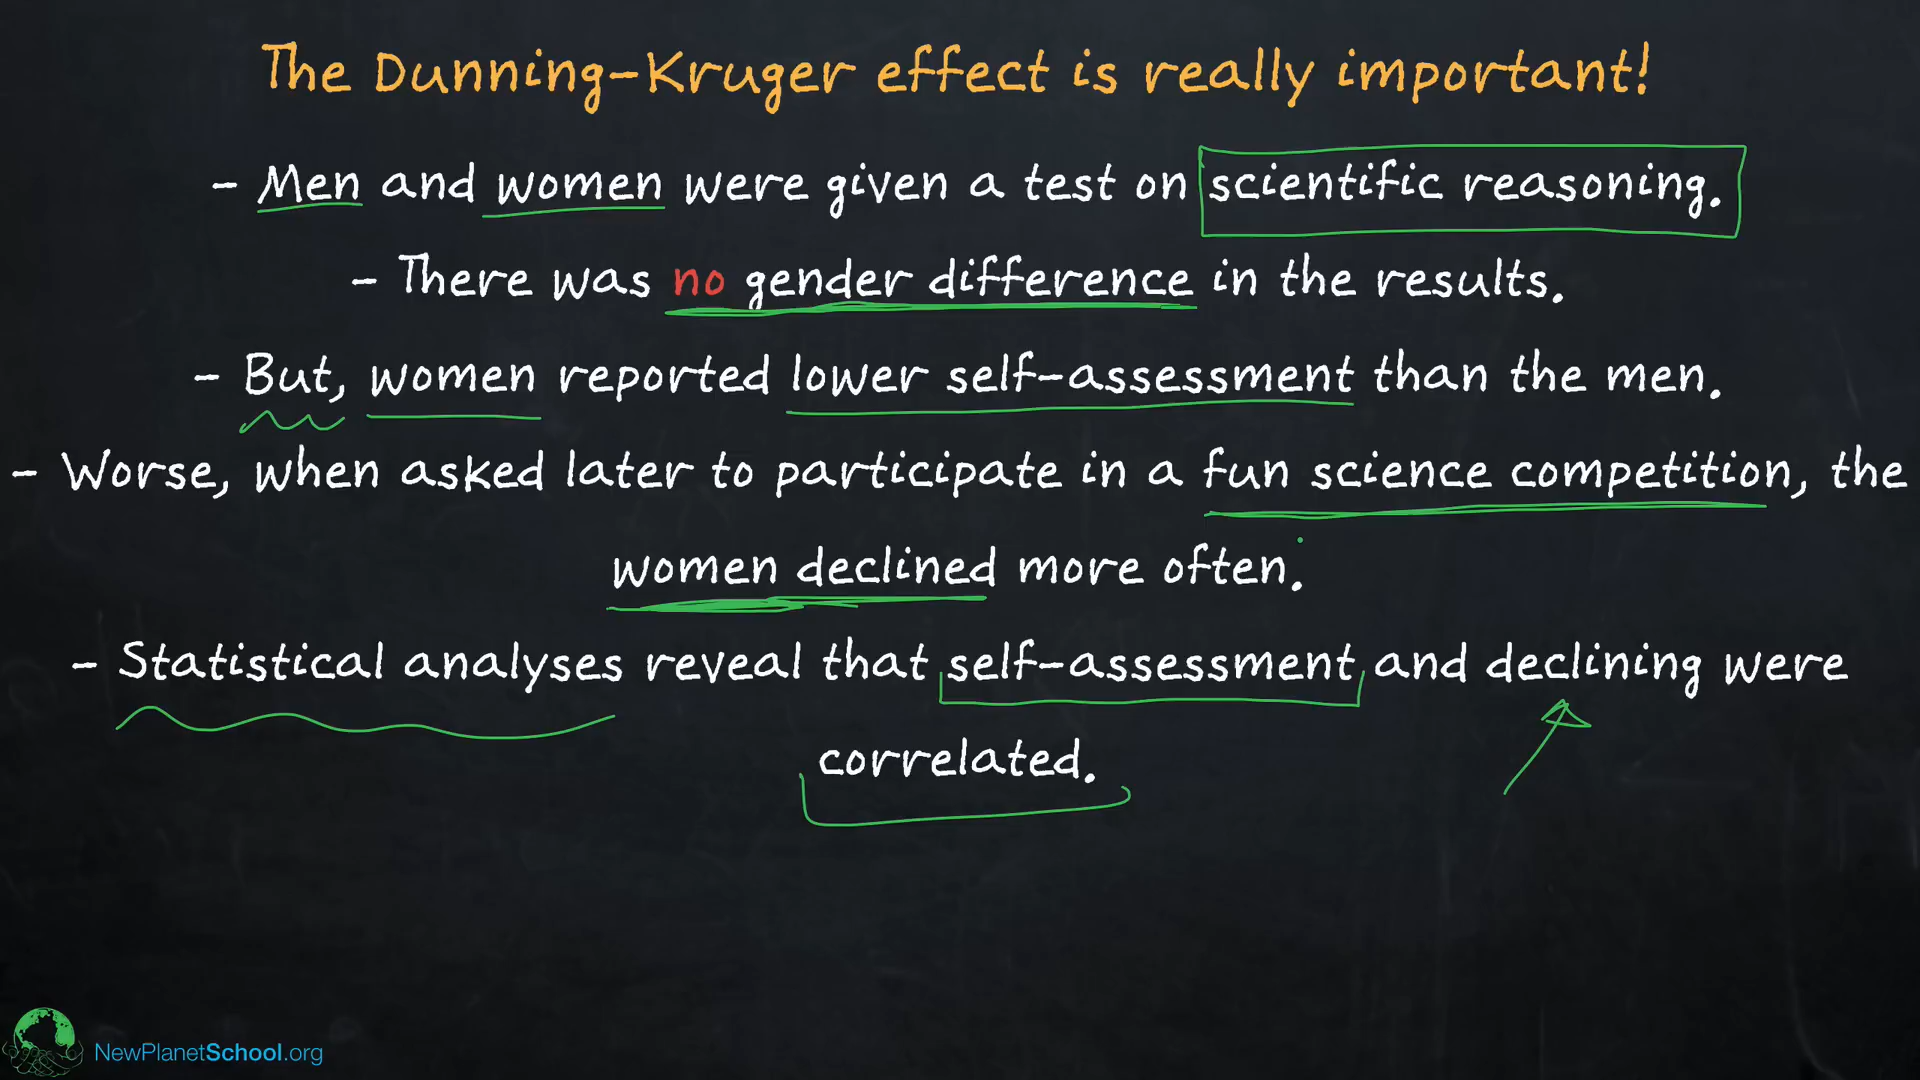 The Dunning-Kruger effect is really important!
- Men and women were given a test on scientific reasoning.
- There was no gender difference in the results.
- But, women reported lower self-assessment than the men.
- Worse, when asked later to participate in a fun science competition, the
women declined more often.
- Statistical analyses reveal that self-assessment and declining were
correlated.
NewPlanetSchool.org